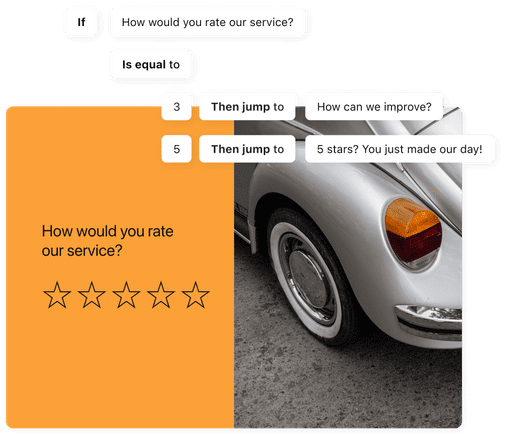 If How would you rate our service?
Is equal to
3 Then jump to How can we improve?
5 Then jump to 5 stars? You just made our day!
How would you rate
our service?